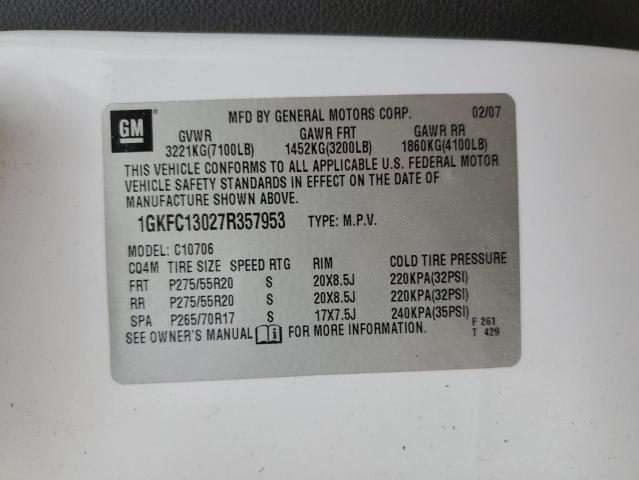 GM
MFD BY GENERAL MOTORS CORP. 02/07
GVWR GAWR FRT GAWR RR
3221KG(7100LB) 1452KG(3200LB) 1860KG(4100LB)
THIS VEHICLE CONFORMS TO ALL APPLICABLE U.S. FEDERAL MOTOR
VEHICLE SAFETY STANDARDS IN EFFECT ON THE DATE OF
MANUFACTURE SHOWN ABOVE.
1GKFC13027R357953 TYPE: M.P.V.
MODEL: C10706
CQ4M TIRE SIZE SPEED RTG RIM COLD TIRE PRESSURE
FRT P275/55R20 S 20X8.5J 220KPA(32PSI)
RR P275/55R20 S 20X8.5J 220KPA(32PSI)
SPA P265/70R17 S 17X7.5J 240KPA(35PSI)
SEE OWNER'S MANUAL FOR MORE INFORMATION. F 261
T 429